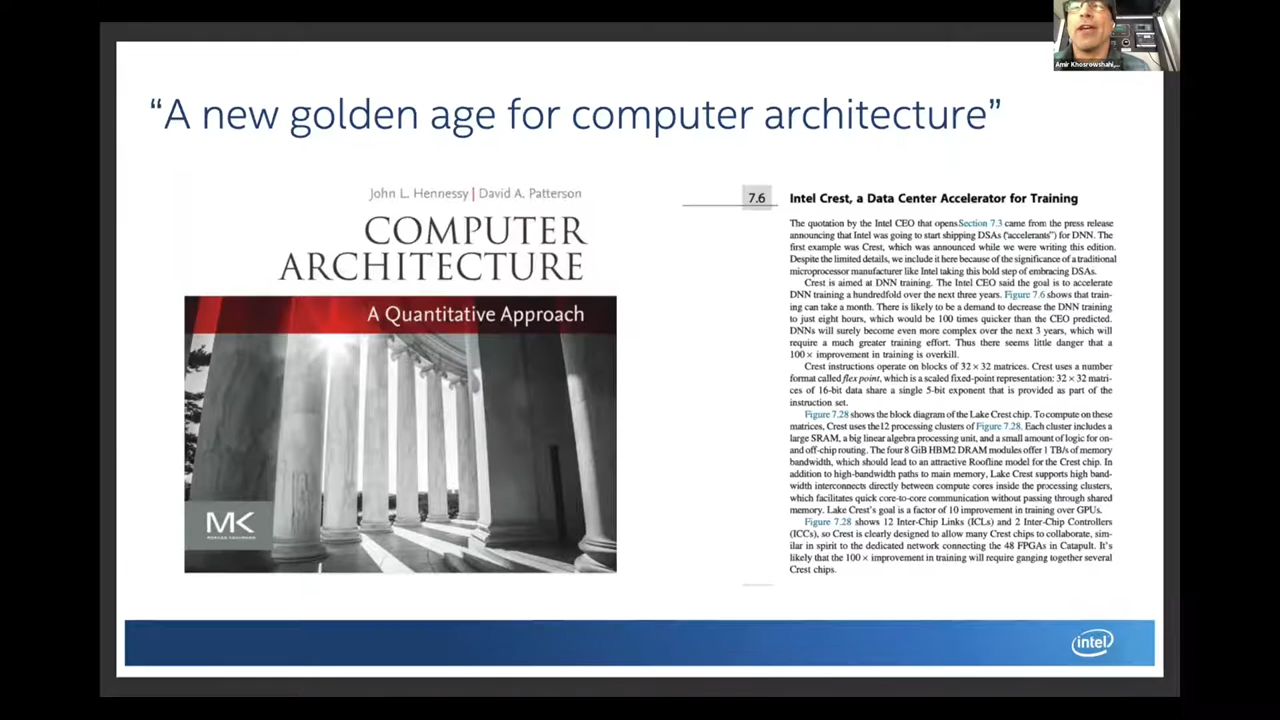 Amir Khosrowshahi,...
“A new golden age for computer architecture”
John L. Hennessy | David A. Patterson
COMPUTER
ARCHITECTURE
A Quantitative Approach
MK
7.6 Intel Crest, a Data Center Accelerator for Training
The quotation by the Intel CEO that opens Section 7.3 came from the press release
announcing that Intel was going to start shipping DSAs (“accelerants”) for DNN. The
first example was Crest, which was announced while we were writing this edition.
Despite the limited details, we include it here because of the significance of a traditional
microprocessor manufacturer like Intel taking this bold step of embracing DSAs.
Crest is aimed at DNN training. The Intel CEO said the goal is to accelerate
DNN training a hundredfold over the next three years. Figure 7.6 shows that train-
ing can take a month. There is likely to be a demand to decrease the DNN training
to just eight hours, which would be 100 times quicker than the CEO predicted.
DNNs will surely become even more complex over the next 3 years, which will
require a much greater training effort. Thus there seems little danger that a
100× improvement in training is overkill.
Crest instructions operate on blocks of 32 × 32 matrices. Crest uses a number
format called flex point, which is a scaled fixed-point representation: 32 × 32 matri-
ces of 16-bit data share a single 5-bit exponent that is provided as part of the
instruction set.
Figure 7.28 shows the block diagram of the Lake Crest chip. To compute on these
matrices, Crest uses the 12 processing clusters of Figure 7.28. Each cluster includes a
large SRAM, a big linear algebra processing unit, and a small amount of logic for on-
and off-chip routing. The four 8 GiB HBM2 DRAM modules offer 1 TB/s of memory
bandwidth, which should lead to an attractive Roofline model for the Crest chip. In
addition to high-bandwidth paths to main memory, Lake Crest supports high band-
width interconnects directly between compute cores inside the processing clusters,
which facilitates quick core-to-core communication without passing through shared
memory. Lake Crest’s goal is a factor of 10 improvement in training over GPUs.
Figure 7.28 shows 12 Inter-Chip Links (ICLs) and 2 Inter-Chip Controllers
(ICCs), so Crest is clearly designed to allow many Crest chips to collaborate, sim-
ilar in spirit to the dedicated network connecting the 48 FPGAs in Catapult. It’s
likely that the 100× improvement in training will require ganging together several
Crest chips.
intel